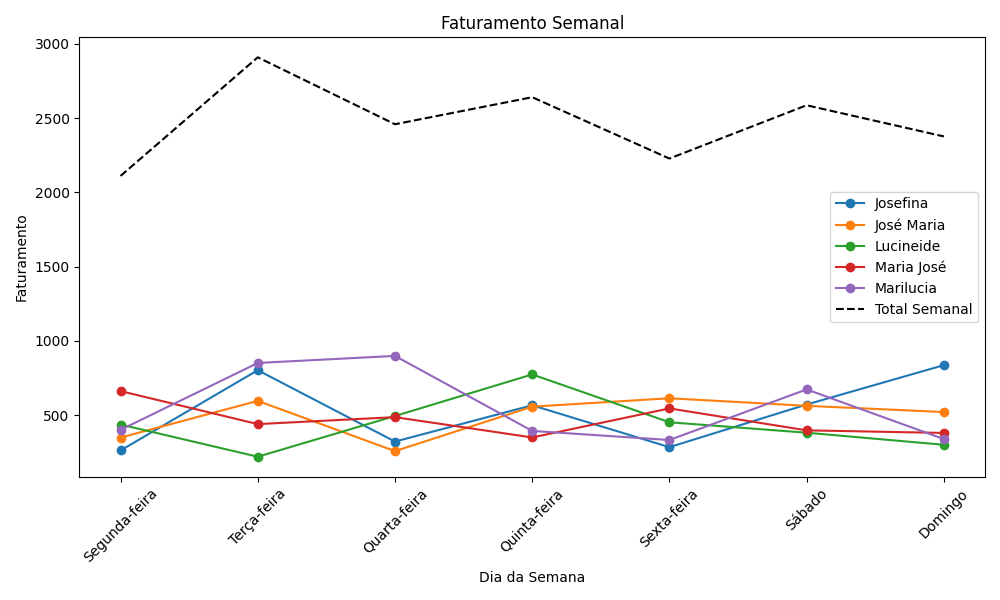 Faturamento Semanal
Faturamento
3000
2500
2000
1500
1000
500
Josefina
José Maria
Lucineide
Maria José
Marilucia
Total Semanal
Segunda-feira
Terça-feira
Quarta-feira
Quinta-feira
Sexta-feira
Sábado
Domingo
Dia da Semana